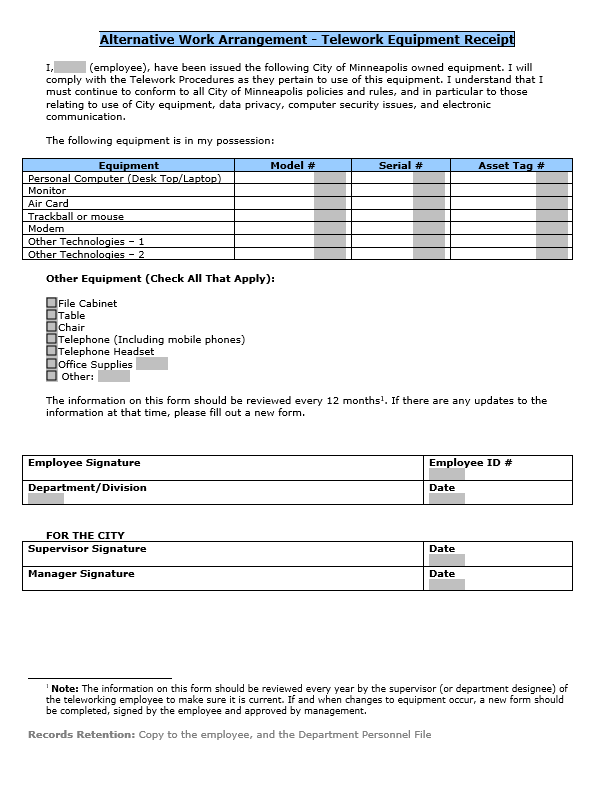 Alternative Work Arrangement - Telework Equipment Receipt
I, (employee), have been issued the following City of Minneapolis owned equipment. I will
comply with the Telework Procedures as they pertain to use of this equipment. I understand that I
must continue to conform to all City of Minneapolis policies and rules, and in particular to those
relating to use of City equipment, data privacy, computer security issues, and electronic
communication.
The following equipment is in my possession:
Equipment Model # Serial # Asset Tag #
Personal Computer (Desk Top/Laptop)
Monitor
Air Card
Trackball or mouse
Modem
Other Technologies – 1
Other Technologies – 2
Other Equipment (Check All That Apply):
File Cabinet
Table
Chair
Telephone (Including mobile phones)
Telephone Headset
Office Supplies
Other:
The information on this form should be reviewed every 12 months¹. If there are any updates to the
information at that time, please fill out a new form.
Employee Signature Employee ID #
Department/Division Date
FOR THE CITY
Supervisor Signature Date
Manager Signature Date
¹ Note: The information on this form should be reviewed every year by the supervisor (or department designee) of
the teleworking employee to make sure it is current. If and when changes to equipment occur, a new form should
be completed, signed by the employee and approved by management.
Records Retention: Copy to the employee, and the Department Personnel File